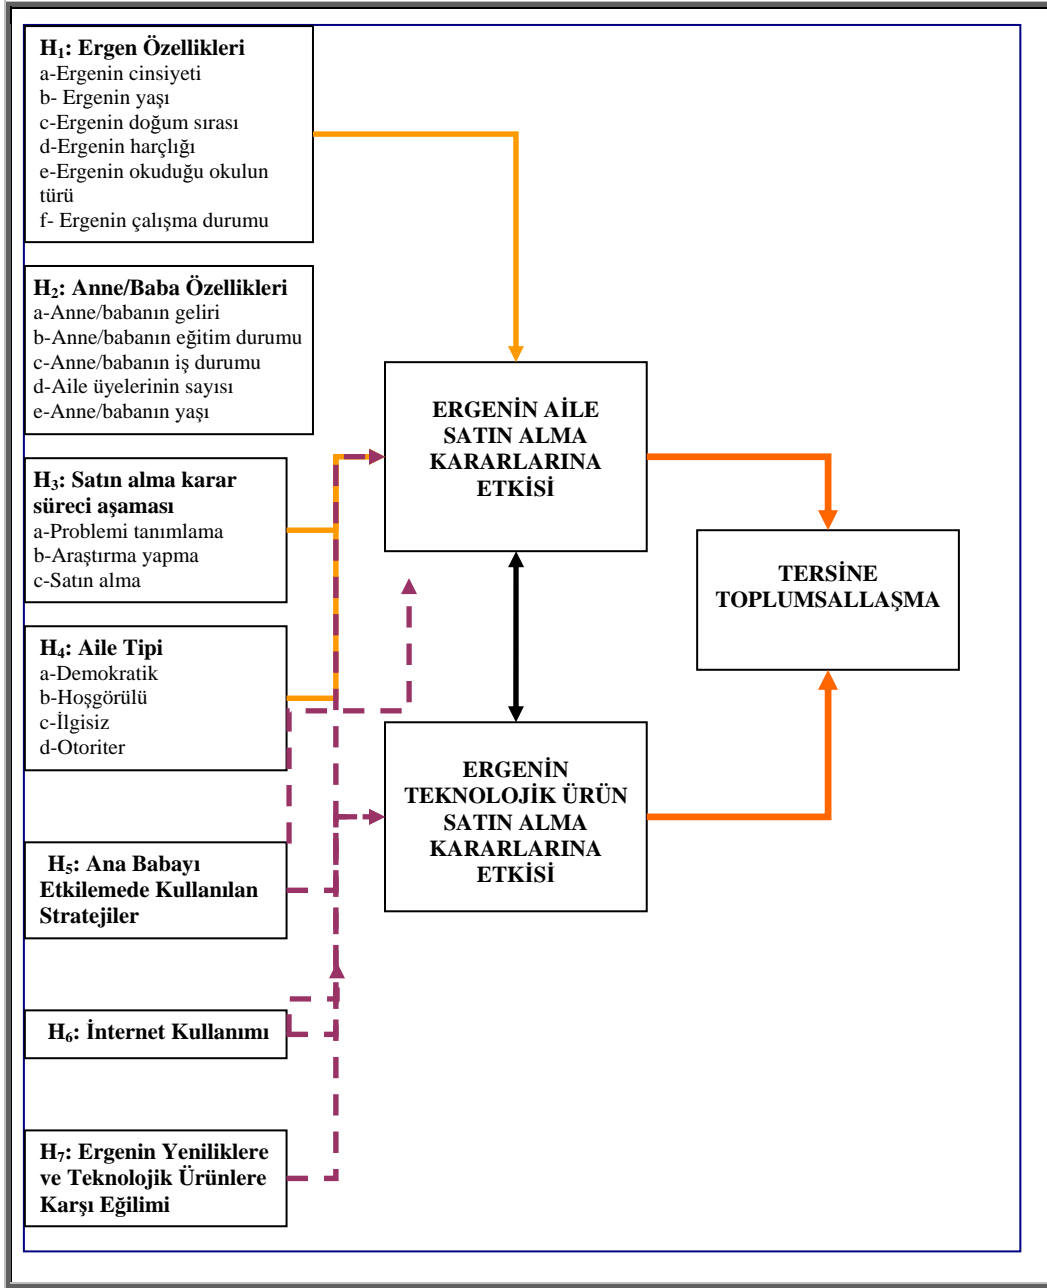 H₁: Ergen Özellikleri
a-Ergenin cinsiyeti
b- Ergenin yaşı
c-Ergenin doğum sırası
d-Ergenin harçlığı
e-Ergenin okuduğu okulun
türü
f- Ergenin çalışma durumu
H₂: Anne/Baba Özellikleri
a-Anne/babanın geliri
b-Anne/babanın eğitim durumu
c-Anne/babanın iş durumu
d-Aile üyelerinin sayısı
e-Anne/babanın yaşı
H₃: Satın alma karar
süreci aşaması
a-Problemi tanımlama
b-Araştırma yapma
c-Satın alma
H₄: Aile Tipi
a-Demokratik
b-Hoşgörülü
c-İlgisiz
d-Otoriter
H₅: Ana Babayı
Etkilemede Kullanılan
Stratejiler
H₆: İnternet Kullanımı
H₇: Ergenin Yeniliklere
ve Teknolojik Ürünlere
Karşı Eğilimi
ERGENİN AİLE
SATIN ALMA
KARARLARINA
ETKİSİ
ERGENİN
TEKNOLOJİK ÜRÜN
SATIN ALMA
KARARLARINA
ETKİSİ
TERSİNE
TOPLUMSALLAŞMA